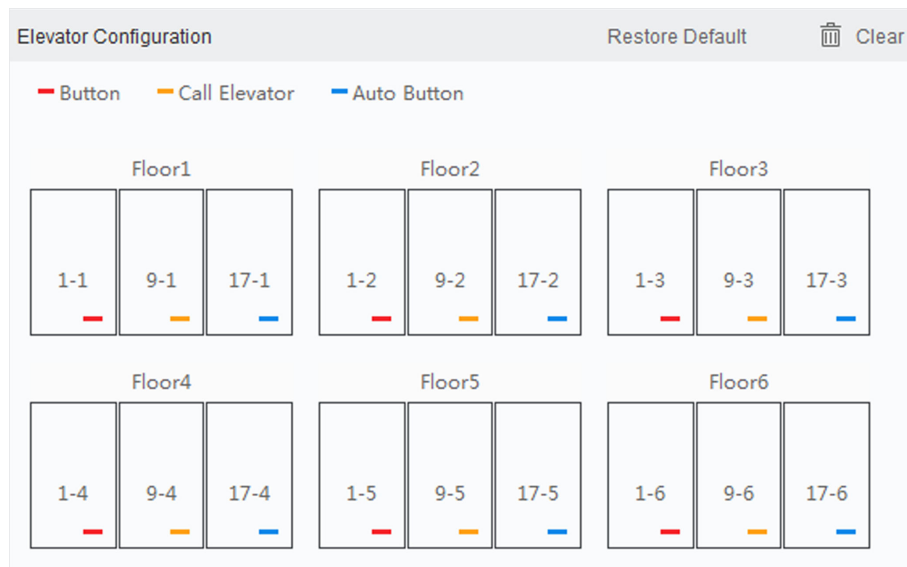 Elevator Configuration Restore Default Clear
Button Call Elevator Auto Button
Floor1 Floor2 Floor3
1-1 9-1 17-1 1-2 9-2 17-2 1-3 9-3 17-3
Floor4 Floor5 Floor6
1-4 9-4 17-4 1-5 9-5 17-5 1-6 9-6 17-6